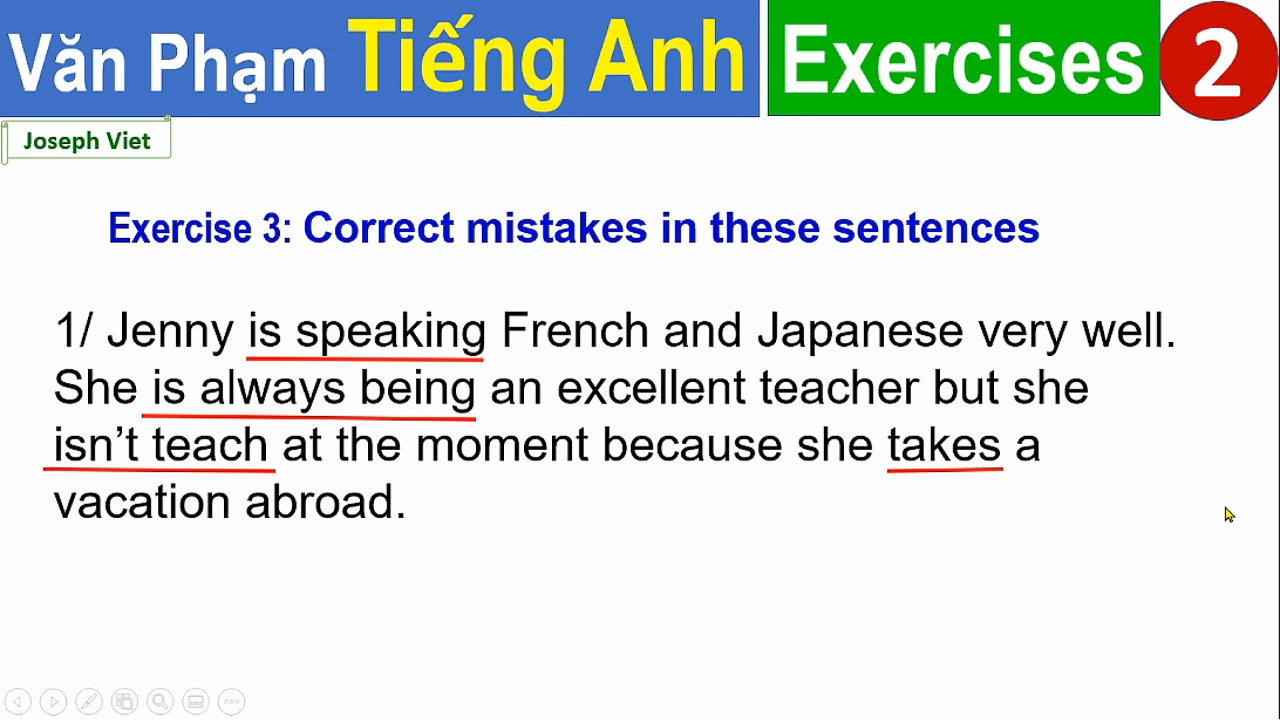 Văn Phạm Tiếng Anh Exercises 2
Joseph Viet
Exercise 3: Correct mistakes in these sentences
1/ Jenny is speaking French and Japanese very well.
She is always being an excellent teacher but she
isn’t teach at the moment because she takes a
vacation abroad.